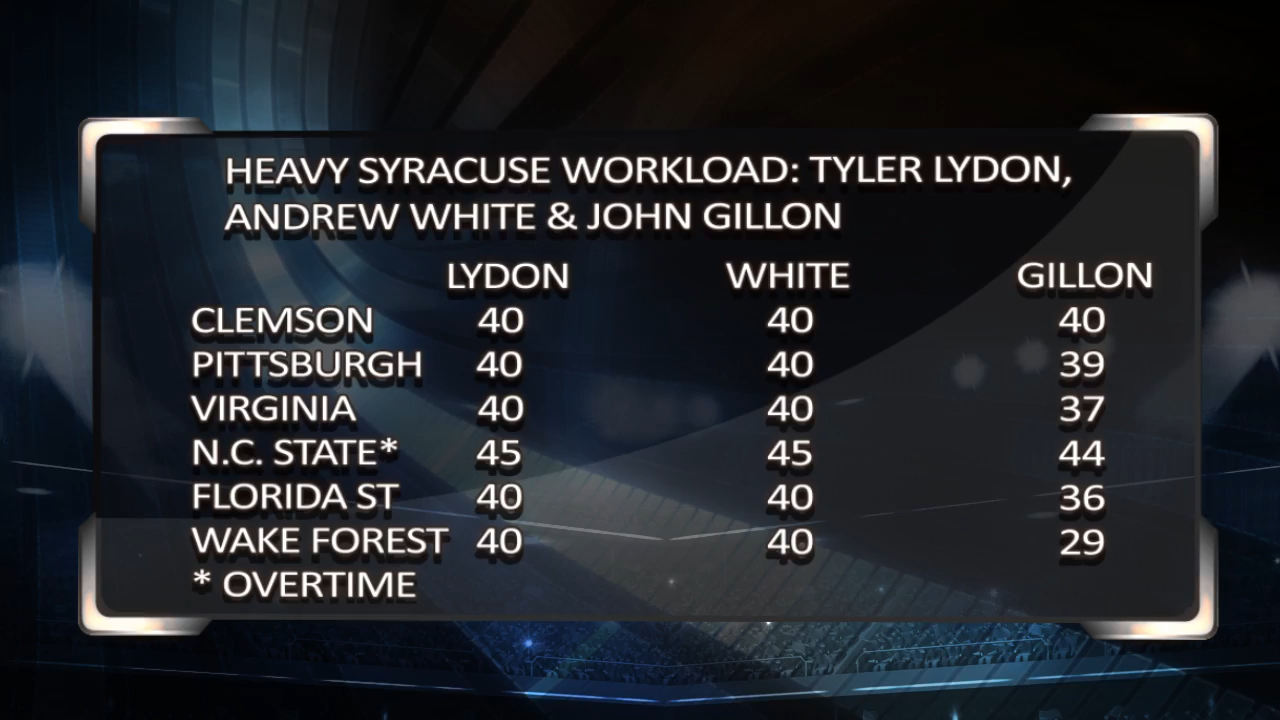 HEAVY SYRACUSE WORKLOAD: TYLER LYDON,
ANDREW WHITE & JOHN GILLON
LYDON WHITE GILLON
CLEMSON 40 40 40
PITTSBURGH 40 40 39
VIRGINIA 40 40 37
N.C. STATE* 45 45 44
FLORIDA ST 40 40 36
WAKE FOREST 40 40 29
* OVERTIME